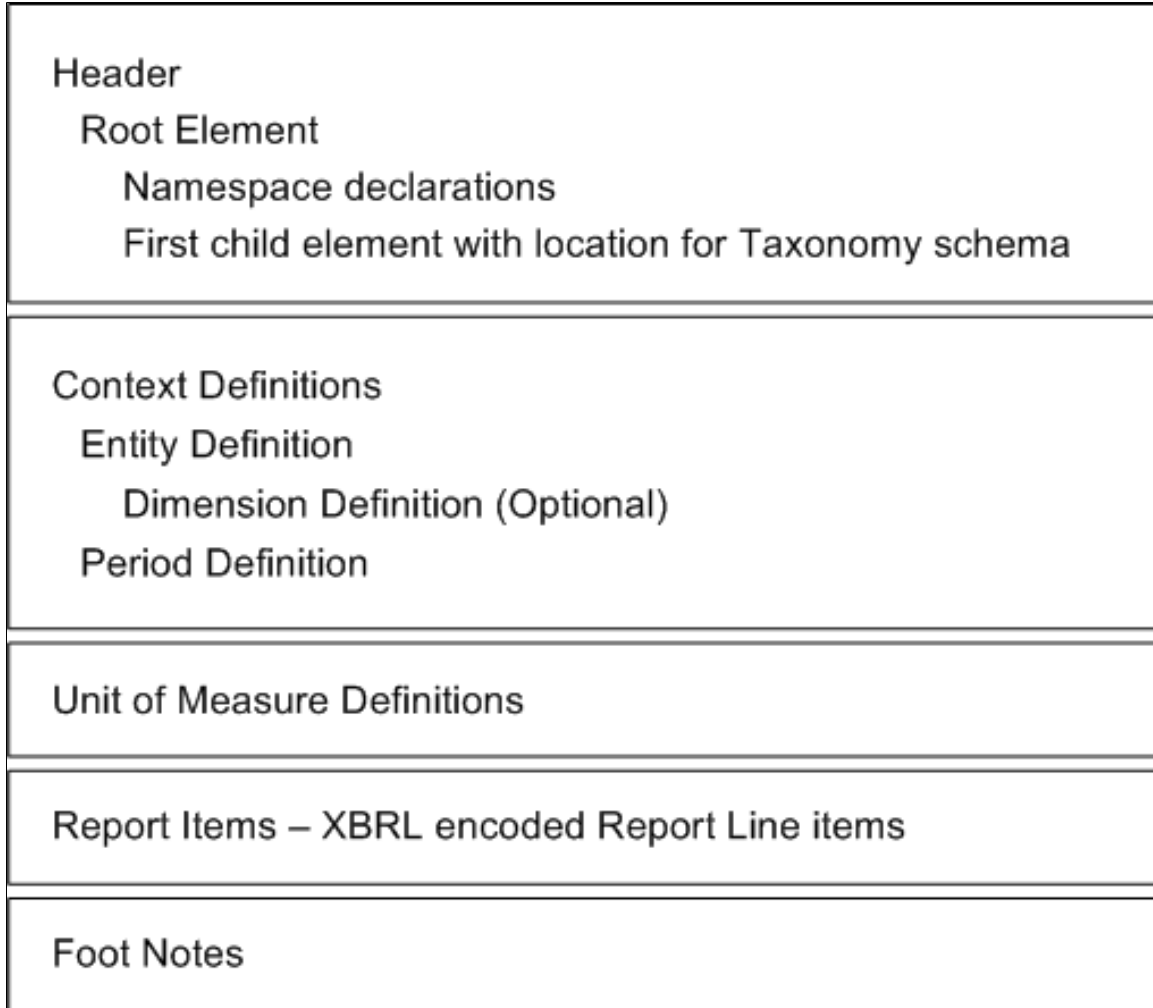 Header
Root Element
Namespace declarations
First child element with location for Taxonomy schema
Context Definitions
Entity Definition
Dimension Definition (Optional)
Period Definition
Unit of Measure Definitions
Report Items – XBRL encoded Report Line items
Foot Notes